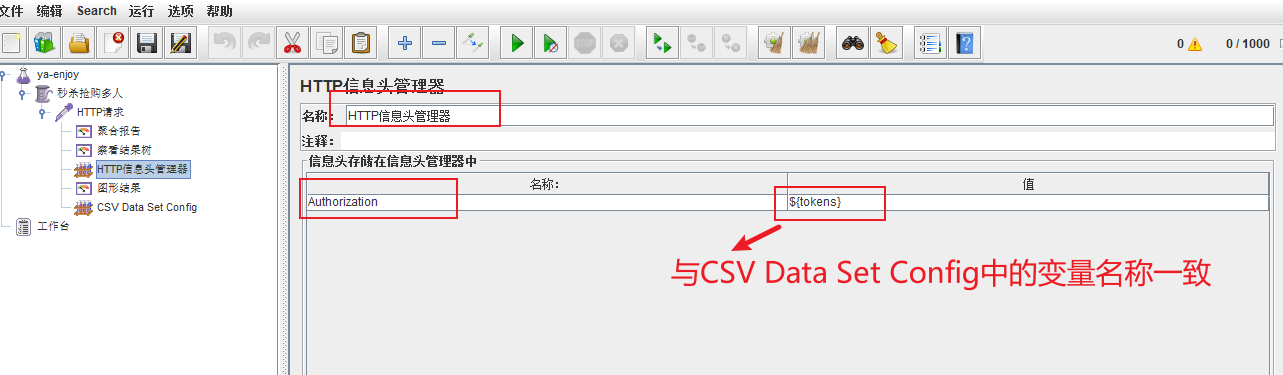 文件 编辑 Search 运行 选项 帮助
STOP
0 0 / 1000
ya-enjoy
秒杀抢购多人
HTTP请求
聚合报告
察看结果树
HTTP信息头管理器
图形结果
CSV Data Set Config
工作台
HTTP信息头管理器
名称： HTTP信息头管理器
注释：
信息头存储在信息头管理器中
名称： 值
Authorization ${tokens}
与CSV Data Set Config中的变量名称一致